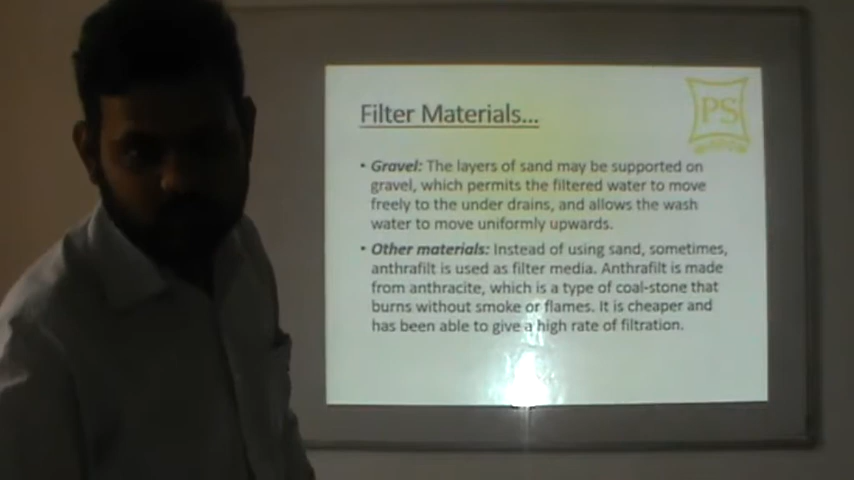 Filter Materials...
PS
• Gravel: The layers of sand may be supported on
gravel, which permits the filtered water to move
freely to the under drains, and allows the wash
water to move uniformly upwards.
• Other materials: Instead of using sand, sometimes,
anthrafilt is used as filter media. Anthrafilt is made
from anthracite, which is a type of coal-stone that
burns without smoke or flames. It is cheaper and
has been able to give a high rate of filtration.